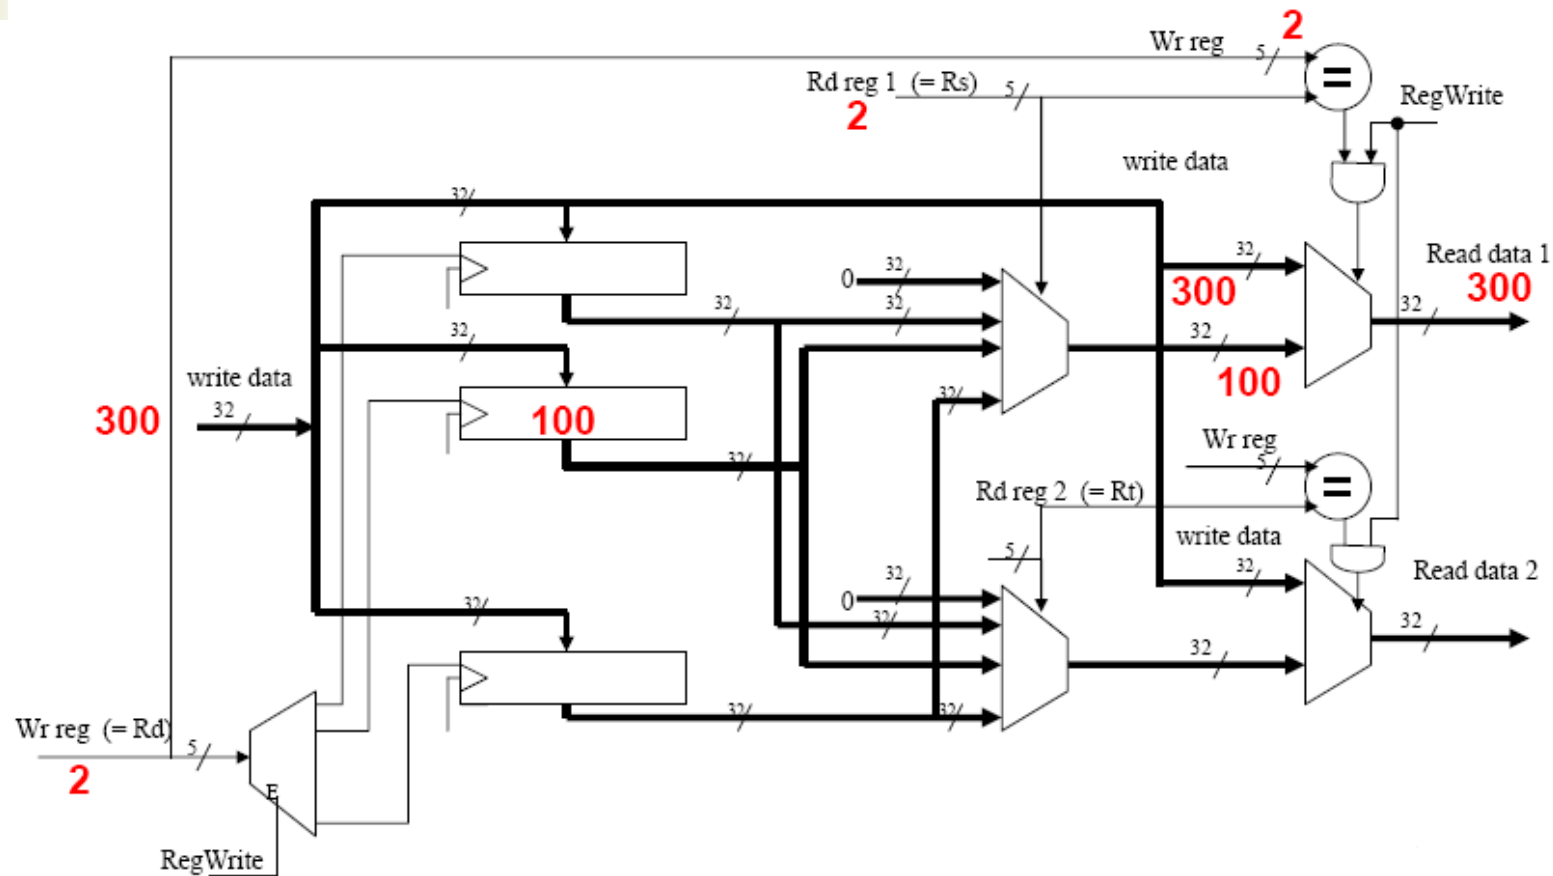 2
Wr reg 5
Rd reg 1 (= Rs) 5
2
=
RegWrite
write data
32
32
Read data 1
0 32
300
300
32
32
32
32
32
write data
32
300
100
32
100
Wr reg
5
32
Rd reg 2 (= Rt)
=
5
write data
32
Read data 2
32
0
32
32
32
32
32
32
Wr reg (= Rd)
5
2
E
RegWrite